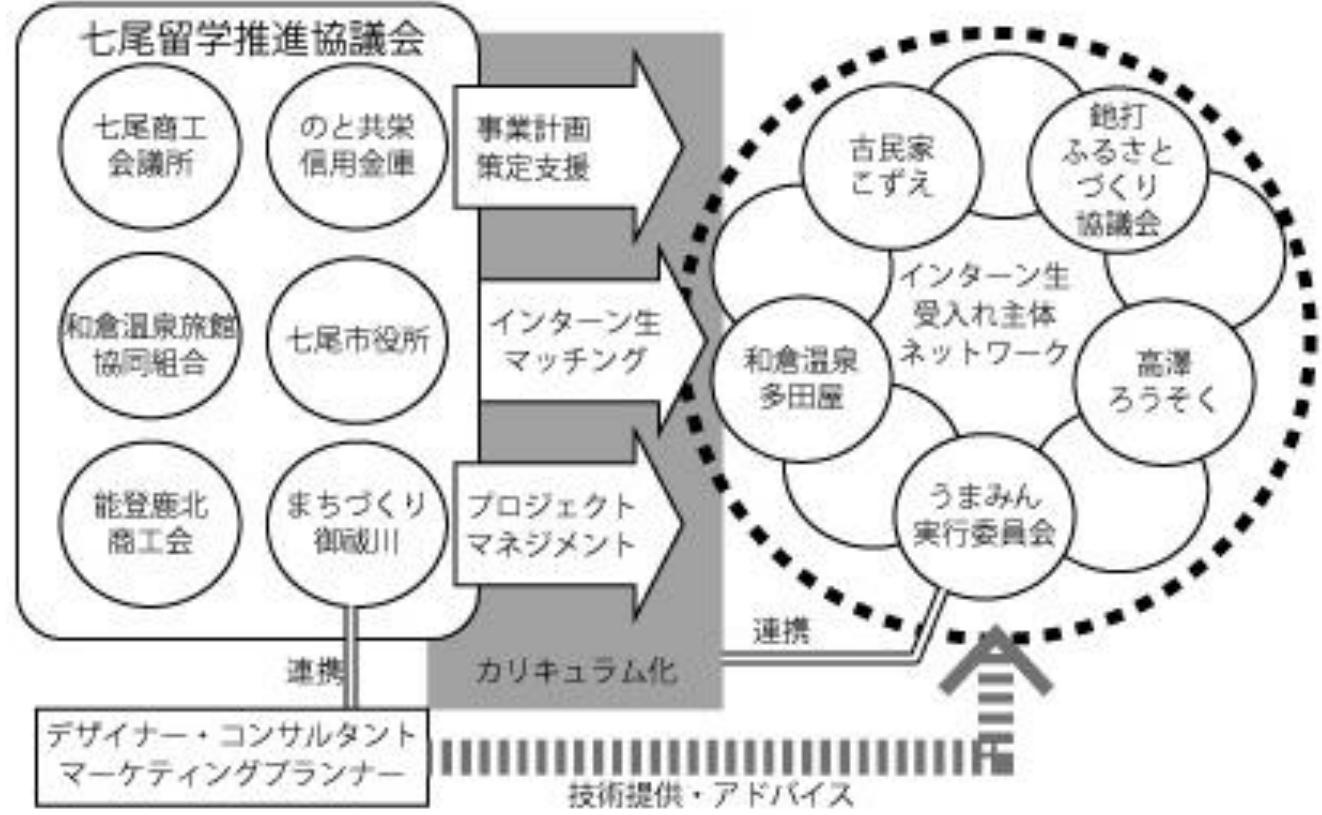 七尾留学推進協議会
七尾商工
会議所
のと共栄
信用金庫
和倉温泉旅館
協同組合
七尾市役所
能登鹿北
商工会
まちづくり
御祓川
事業計画
策定支援
インターン生
マッチング
プロジェクト
マネジメント
カリキュラム化
古民家
こずえ
鉇打
ふるさと
づくり
協議会
インターン生
受入れ主体
ネットワーク
和倉温泉
多田屋
高澤
ろうそく
うまみん
実行委員会
連携
連携
デザイナー・コンサルタント
マーケティングプランナー
技術提供・アドバイス